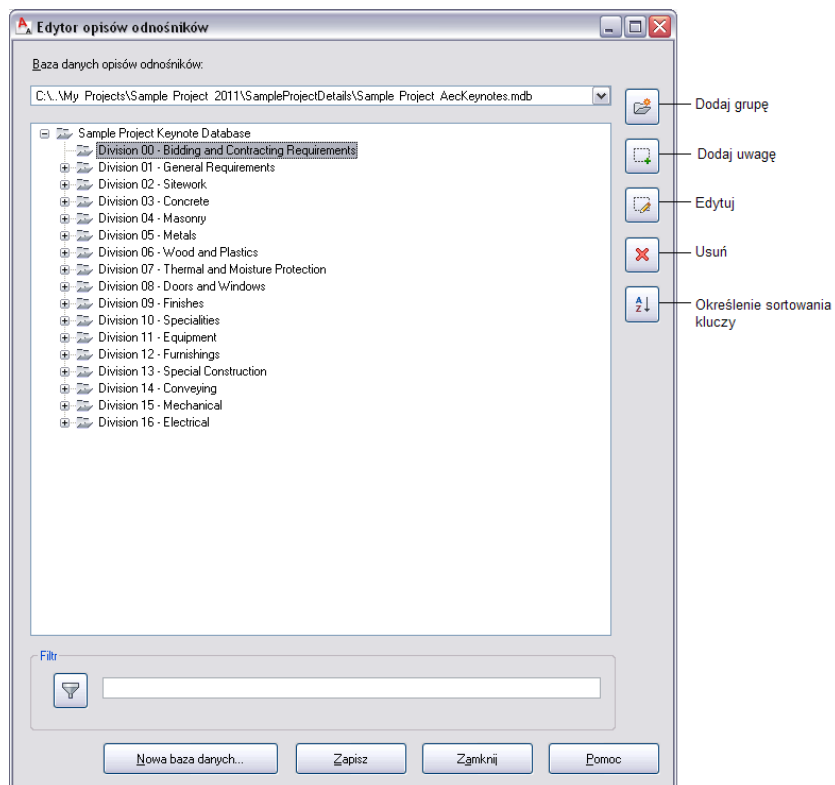 Edytor opisów odnośników
Baza danych opisów odnośników:
C:\..\My Projects\Sample Project 2011\SampleProjectDetails\Sample Project AecKeynotes.mdb
Dodaj grupę
Sample Project Keynote Database
Division 00 - Bidding and Contracting Requirements
Dodaj uwagę
Division 01 - General Requirements
Division 02 - Sitework
Division 03 - Concrete
Edytuj
Division 04 - Masonry
Division 05 - Metals
Division 06 - Wood and Plastics
Usuń
Division 07 - Thermal and Moisture Protection
Division 08 - Doors and Windows
Division 09 - Finishes
Określenie sortowania
kluczy
Division 10 - Specialities
Division 11 - Equipment
Division 12 - Furnishings
Division 13 - Special Construction
Division 14 - Conveying
Division 15 - Mechanical
Division 16 - Electrical
Filtr
Nowa baza danych...
Zapisz
Zamknij
Pomoc